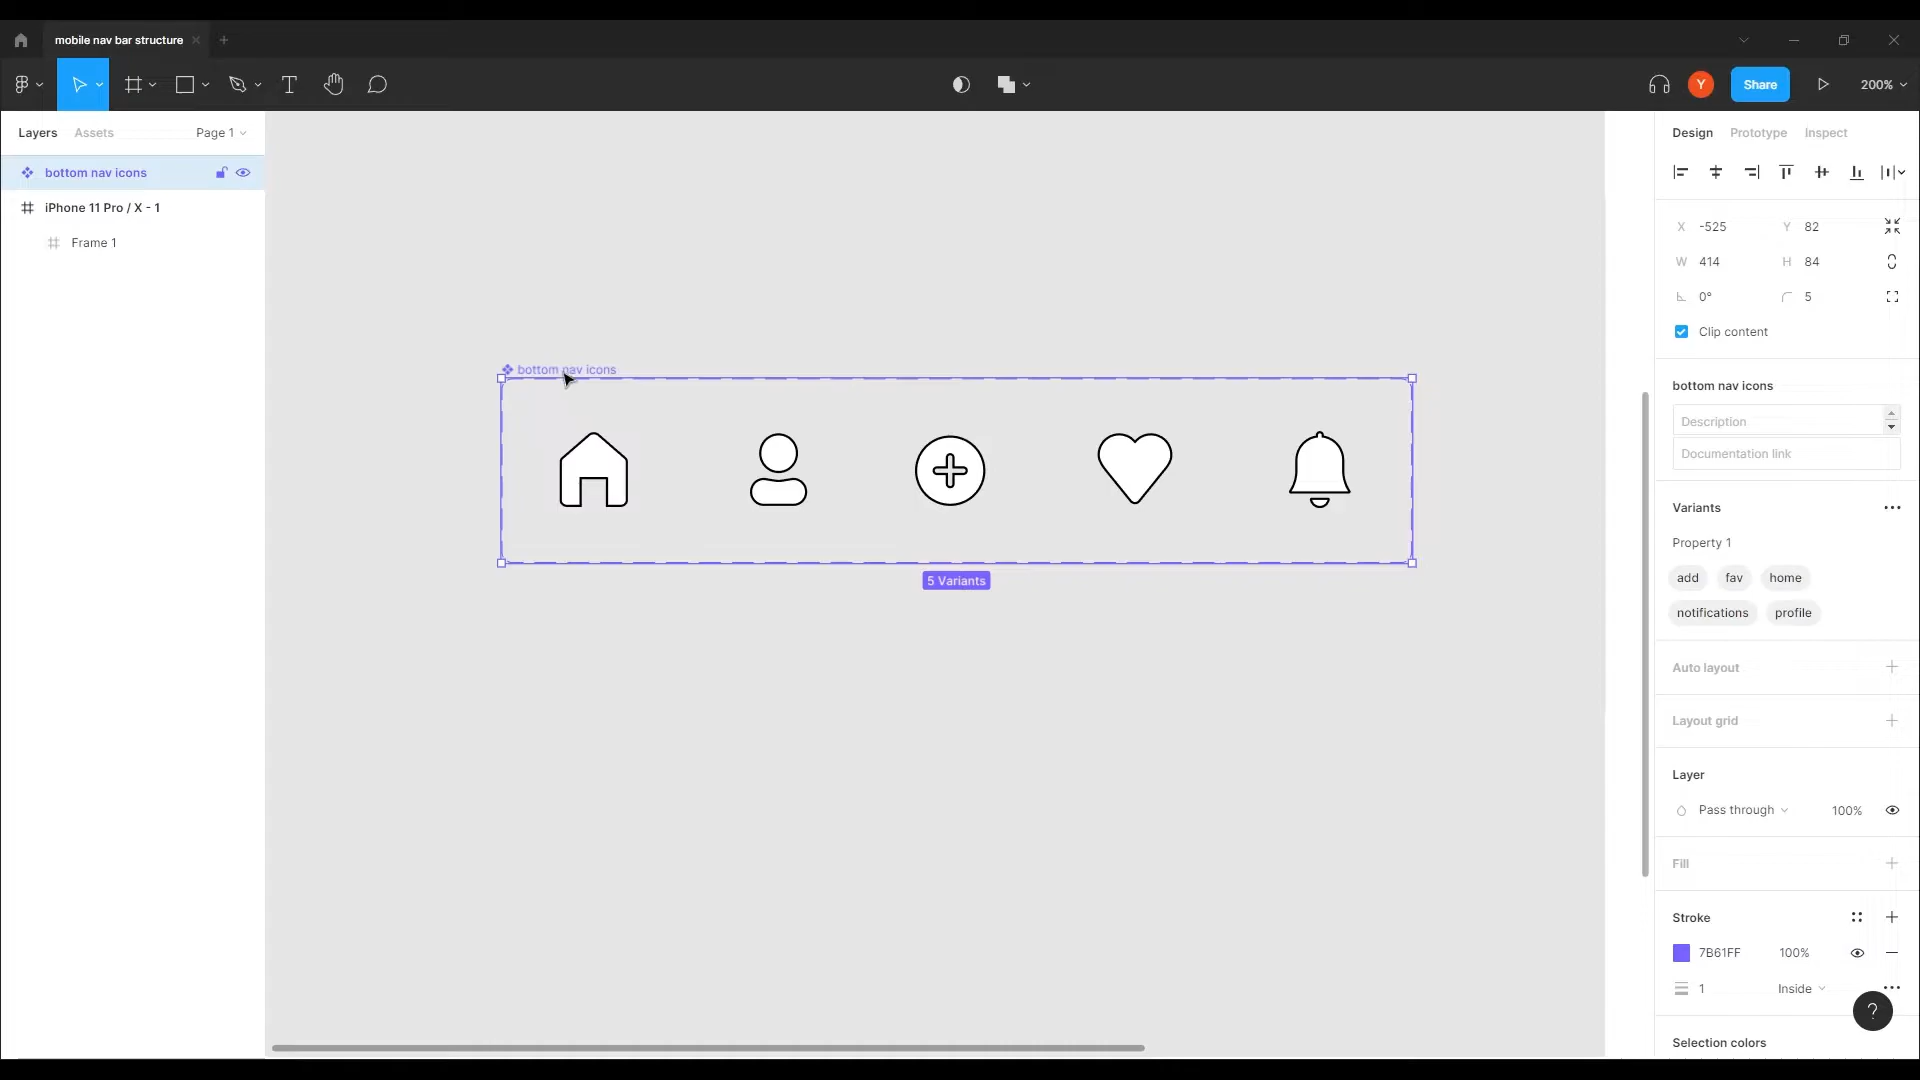 mobile nav bar structure
Y
Share
200%
Layers
Assets
Page 1
bottom nav icons
iPhone 11 Pro / X - 1
Frame 1
bottom nav icons
5 Variants
Design
Prototype
Inspect
X -525
Y 82
W 414
H 84
0°
5
Clip content
bottom nav icons
Description
Documentation link
Variants
Property 1
add
fav
home
notifications
profile
Auto layout
Layout grid
Layer
Pass through
100%
Fill
Stroke
7B61FF
100%
1
Inside
?
Selection colors